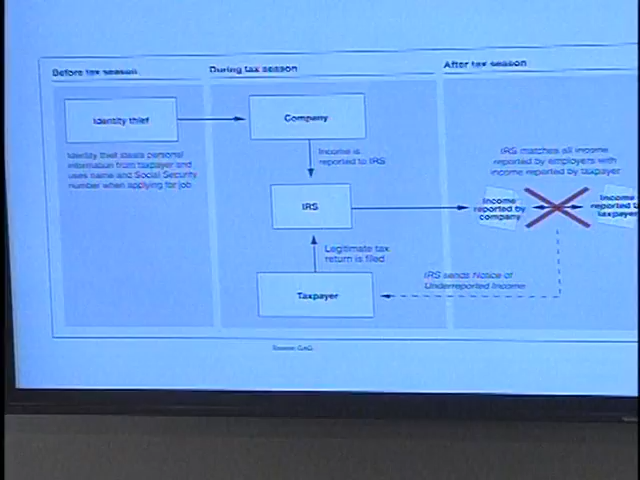 Before tax season
During tax season
After tax season
Identity thief
Company
Identity thief steals personal
information from taxpayer and
uses name and Social Security
number when applying for job
Income is
reported to IRS
IRS matches all income
reported by employers with
income reported by taxpayer
IRS
Income
reported by
company
Income
reported
taxpayer
Legitimate tax
return is filed
Taxpayer
IRS sends Notice of
Underreported Income
Source: GAO.